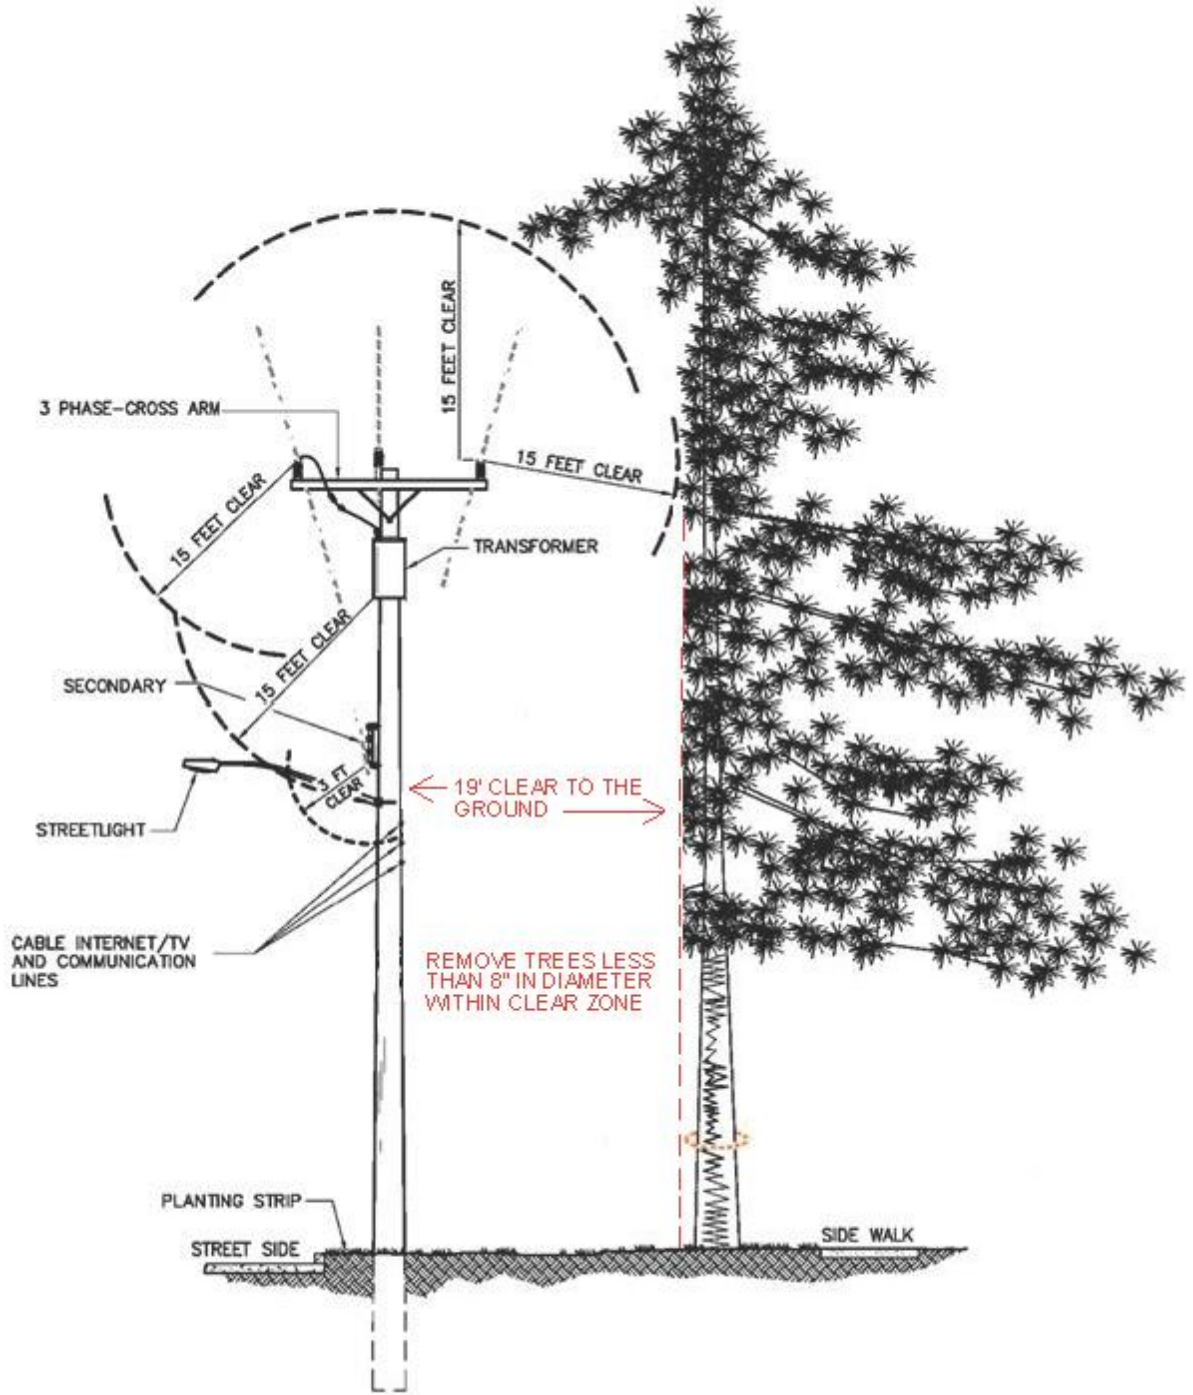 15 FEET CLEAR
3 PHASE-CROSS ARM
15 FEET CLEAR
15 FEET CLEAR
TRANSFORMER
15 FEET CLEAR
SECONDARY
3 FT
CLEAR
19' CLEAR TO THE
GROUND
STREETLIGHT
CABLE INTERNET/TV
AND COMMUNICATION
LINES
REMOVE TREES LESS
THAN 8" IN DIAMETER
WITHIN CLEAR ZONE
PLANTING STRIP
STREET SIDE
SIDE WALK